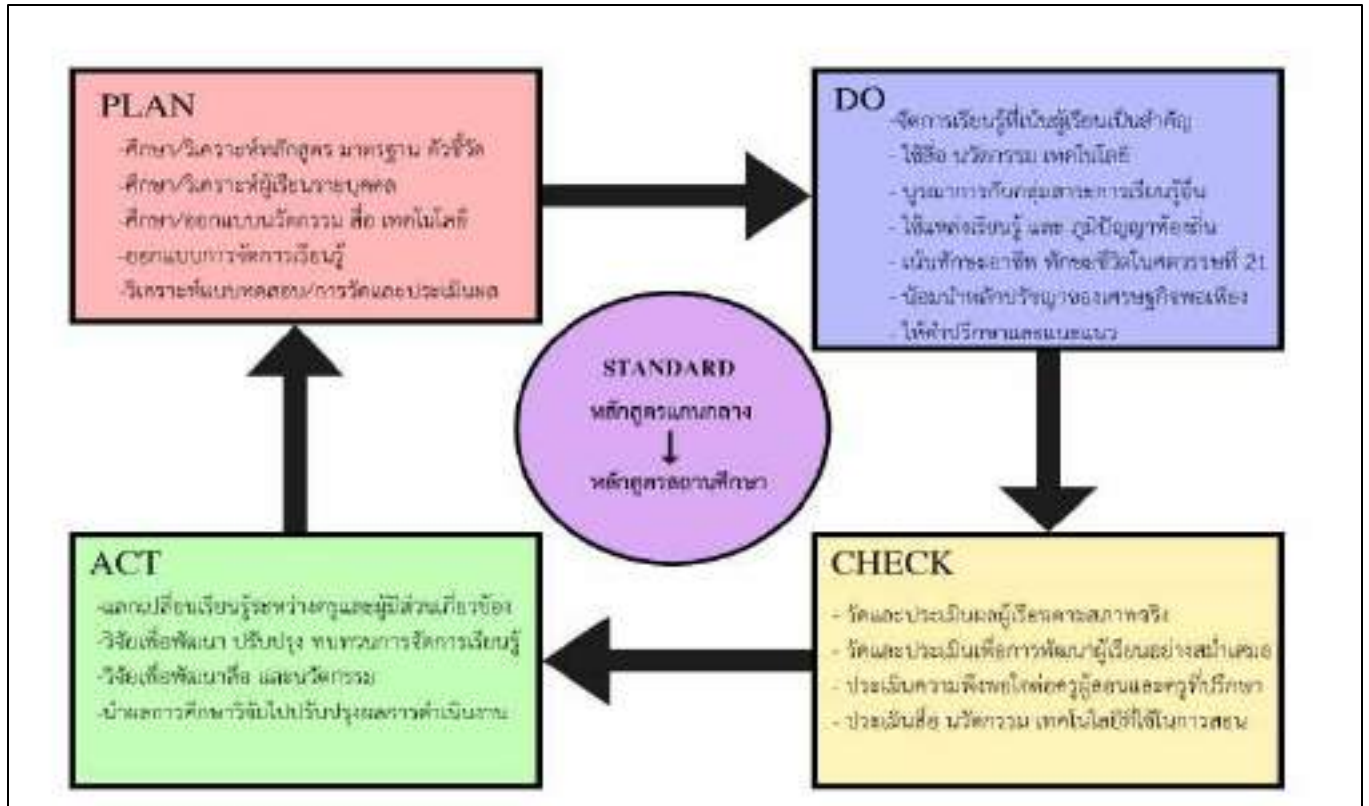 PLAN
-ศึกษา/วิเคราะห์หลักสูตร มาตรฐาน ตัวชี้วัด
-ศึกษา/วิเคราะห์ผู้เรียนรายบุคคล
-ศึกษา/ออกแบบนวัตกรรม สื่อ เทคโนโลยี
-ออกแบบการจัดการเรียนรู้
-วิเคราะห์แบบทดสอบ/การวัดและประเมินผล
DO
-จัดการเรียนรู้ที่เน้นผู้เรียนเป็นสำคัญ
- ใช้สื่อ นวัตกรรม เทคโนโลยี
- บูรณาการกับกลุ่มสาระการเรียนรู้อื่น
- ใช้แหล่งเรียนรู้ และ ภูมิปัญญาท้องถิ่น
- เน้นทักษะอาชีพ ทักษะชีวิตในศตวรรษที่ 21
- น้อมนำหลักปรัชญาของเศรษฐกิจพอเพียง
- ให้คำปรึกษาและแนะแนว
STANDARD
หลักสูตรแกนกลาง
↓
หลักสูตรสถานศึกษา
ACT
-แลกเปลี่ยนเรียนรู้ระหว่างครูและผู้มีส่วนเกี่ยวข้อง
-วิจัยเพื่อพัฒนา ปรับปรุง ทบทวนการจัดการเรียนรู้
-วิจัยเพื่อพัฒนาสื่อ และนวัตกรรม
-นำผลการศึกษาวิจัยไปปรับปรุงผลการดำเนินงาน
CHECK
- วัดและประเมินผลผู้เรียนตามสภาพจริง
- วัดและประเมินเพื่อการพัฒนาผู้เรียนอย่างสม่ำเสมอ
- ประเมินความพึงพอใจต่อครูผู้สอนและครูที่ปรึกษา
- ประเมินสื่อ นวัตกรรม เทคโนโลยีที่ใช้ในการสอน